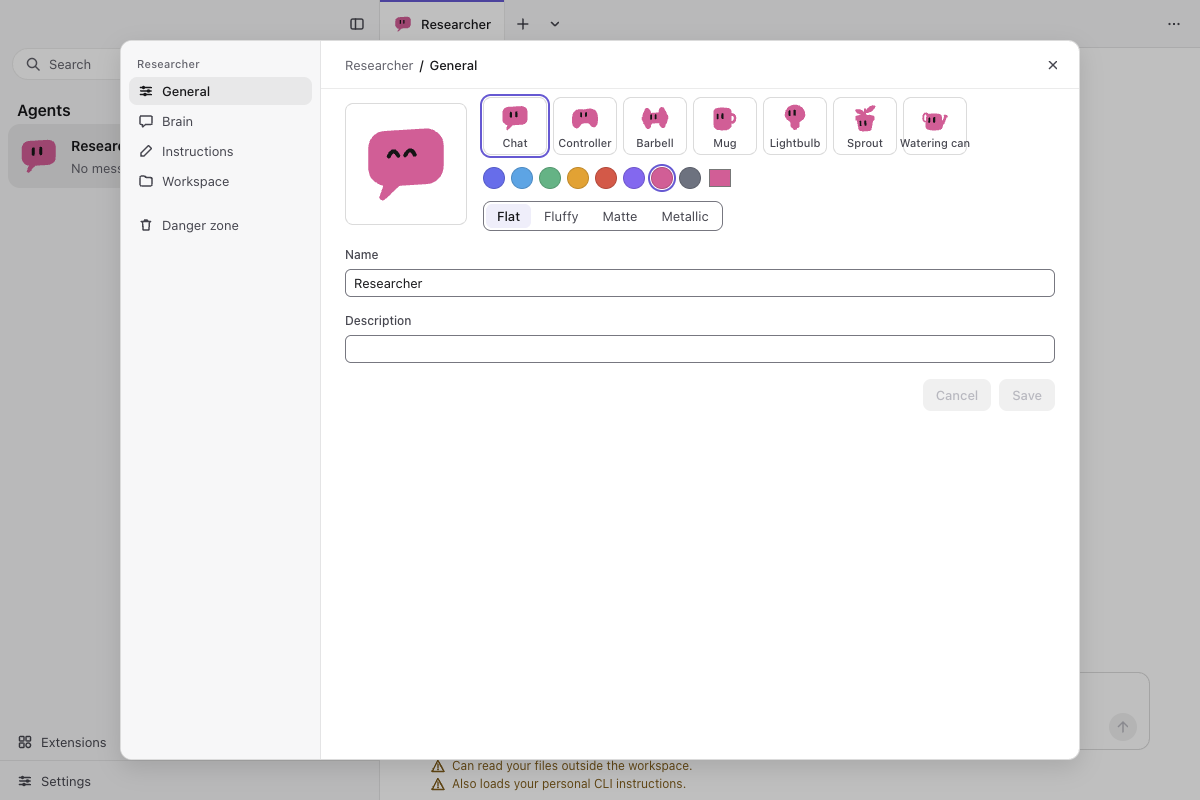 Researcher
Search
Agents
No mess
Extensions
Settings
Researcher
General
Brain
Instructions
Workspace
Danger zone
Researcher / General
Chat
Controller
Barbell
Mug
Lightbulb
Sprout
Watering can
Flat
Fluffy
Matte
Metallic
Name
Researcher
Description
Cancel
Save
Can read your files outside the workspace.
Also loads your personal CLI instructions.